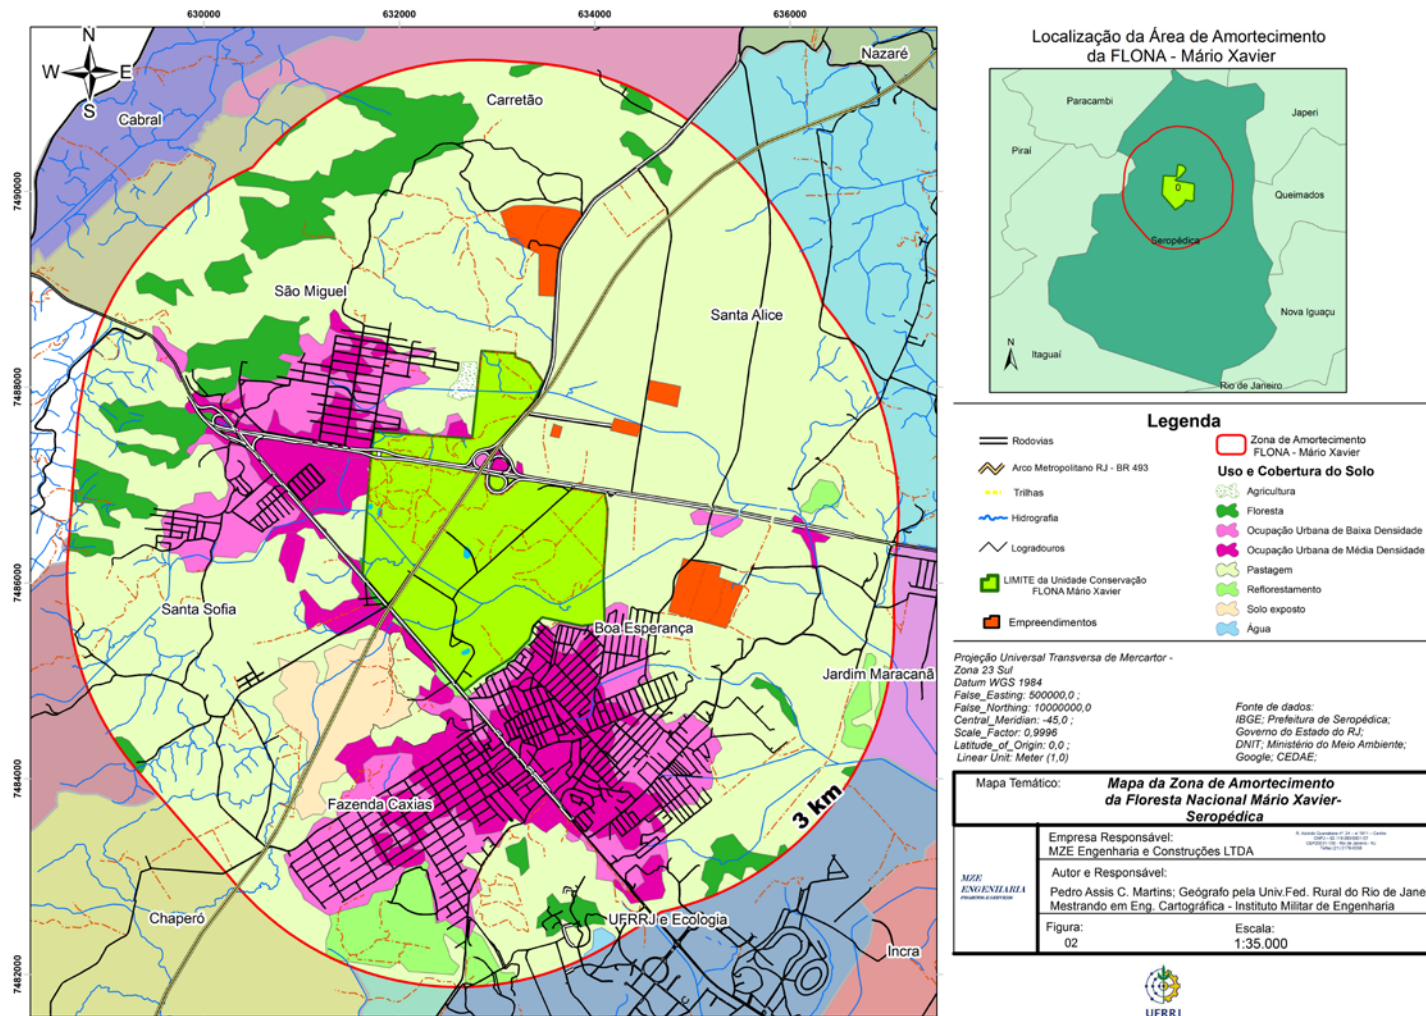 630000
632000
634000
636000
N
W
E
S
7490000
7488000
7486000
7484000
7482000
Nazaré
Carretão
Cabral
São Miguel
Santa Alice
Santa Sofia
Boa Esperança
Jardim Maracanã
Fazenda Caxias
3 km
Chaperó
UFRRJ e Ecologia
Incra
Localização da Área de Amortecimento
da FLONA - Mário Xavier
Paracambi
Japeri
Piraí
Queimados
Seropédica
Nova Iguaçu
N
Itaguaí
Rio de Janeiro
Legenda
Rodovias
Arco Metropolitano RJ - BR 493
Trilhas
Hidrografia
Logradouros
LIMITE da Unidade Conservação
FLONA Mário Xavier
Empreendimentos
Zona de Amortecimento
FLONA - Mário Xavier
Uso e Cobertura do Solo
Agricultura
Floresta
Ocupação Urbana de Baixa Densidade
Ocupação Urbana de Média Densidade
Pastagem
Reflorestamento
Solo exposto
Água
Projeção Universal Transversa de Mercartor -
Zona 23 Sul
Datum WGS 1984
False_Easting: 500000,0 ;
False_Northing: 10000000,0
Central_Meridian: -45,0 ;
Scale_Factor: 0,9996
Latitude_of_Origin: 0,0 ;
Linear Unit: Meter (1,0)
Fonte de dados:
IBGE; Prefeitura de Seropédica;
Governo do Estado do RJ;
DNIT; Ministério do Meio Ambiente;
Google; CEDAE;
Mapa Temático:
Mapa da Zona de Amortecimento
da Floresta Nacional Mário Xavier-
Seropédica
Empresa Responsável:
MZE Engenharia e Construções LTDA
MZE
ENGENHARIA
Autor e Responsável:
Pedro Assis C. Martins; Geógrafo pela Univ.Fed. Rural do Rio de Jane
Mestrando em Eng. Cartográfica - Instituto Militar de Engenharia
Figura:
02
Escala:
1:35.000
UFRRJ